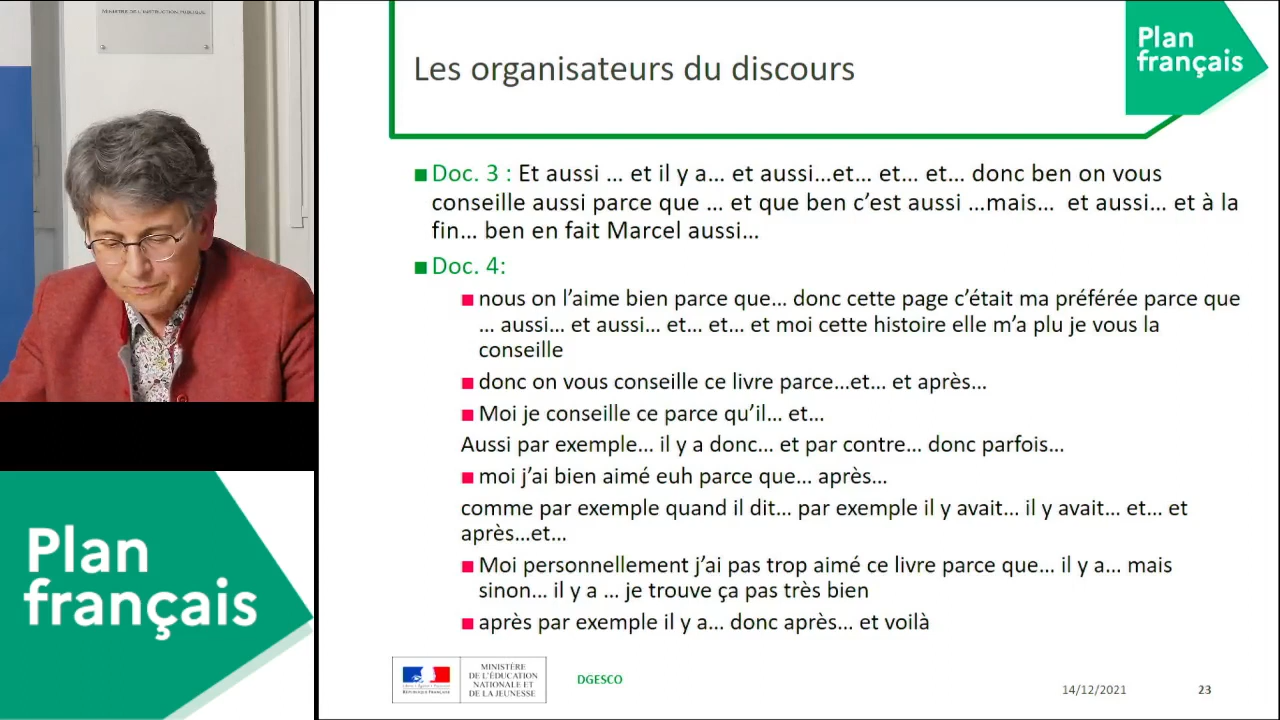 MINISTRE DE L'INSTRUCTION PUBLIQUE
Plan
français
Les organisateurs du discours
Plan
français
Doc. 3 : Et aussi … et il y a… et aussi…et… et… et… donc ben on vous
conseille aussi parce que … et que ben c’est aussi …mais… et aussi… et à la
fin… ben en fait Marcel aussi…
Doc. 4:
nous on l’aime bien parce que… donc cette page c’était ma préférée parce que
… aussi… et aussi… et… et… et moi cette histoire elle m’a plu je vous la
conseille
donc on vous conseille ce livre parce…et… et après…
Moi je conseille ce parce qu’il… et…
Aussi par exemple… il y a donc… et par contre… donc parfois…
moi j’ai bien aimé euh parce que… après…
comme par exemple quand il dit… par exemple il y avait… il y avait… et… et
après…et…
Moi personnellement j’ai pas trop aimé ce livre parce que… il y a… mais
sinon… il y a … je trouve ça pas très bien
après par exemple il y a… donc après… et voilà
RÉPUBLIQUE FRANÇAISE
MINISTÈRE
DE L'ÉDUCATION
NATIONALE ET
DE LA JEUNESSE
DGESCO
14/12/2021
23